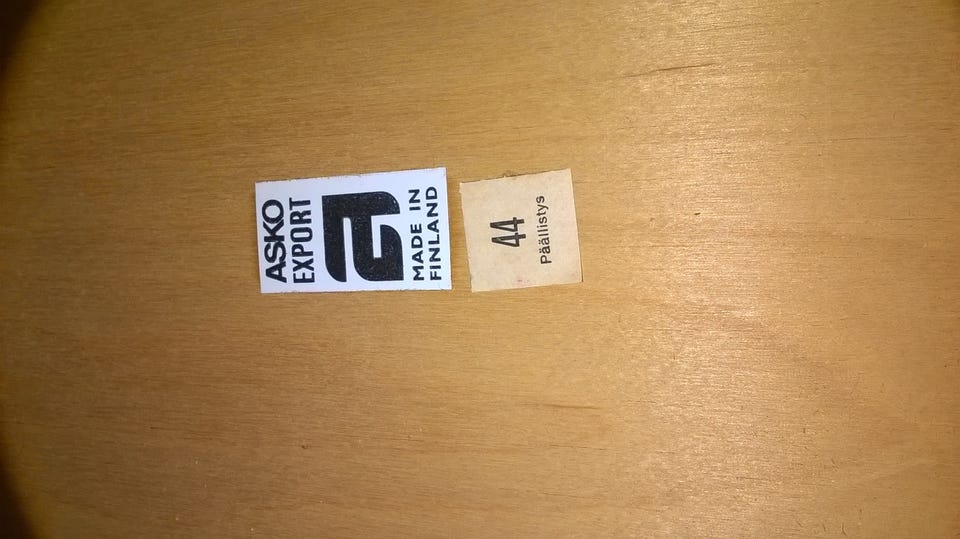 ASKO
EXPORT
MADE IN
FINLAND
44
Päällistys